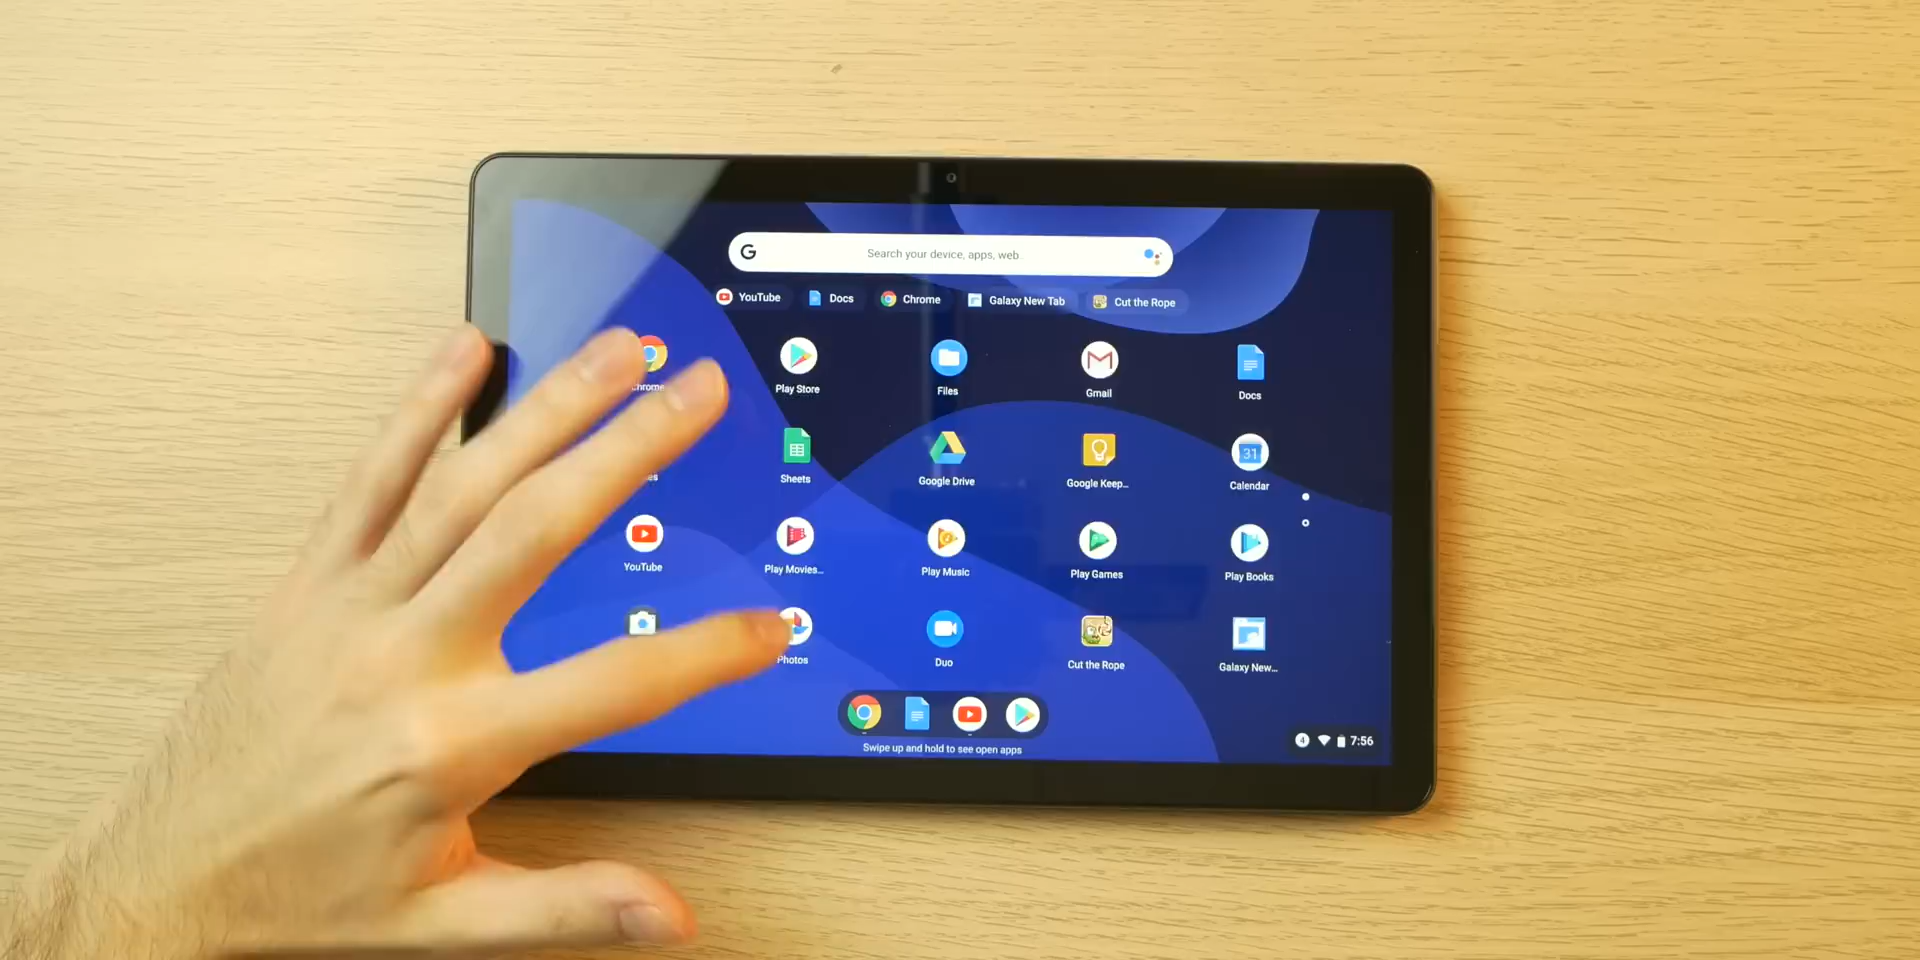 G Search your device, apps, web
YouTube Docs Chrome Galaxy New Tab Cut the Rope
Chrome Play Store Files Gmail Docs
Sheets Google Drive Google Keep... 31 Calendar
YouTube Play Movies... Play Music Play Games Play Books
Photos Duo Cut the Rope Galaxy New...
Swipe up and hold to see open apps
4 7:56